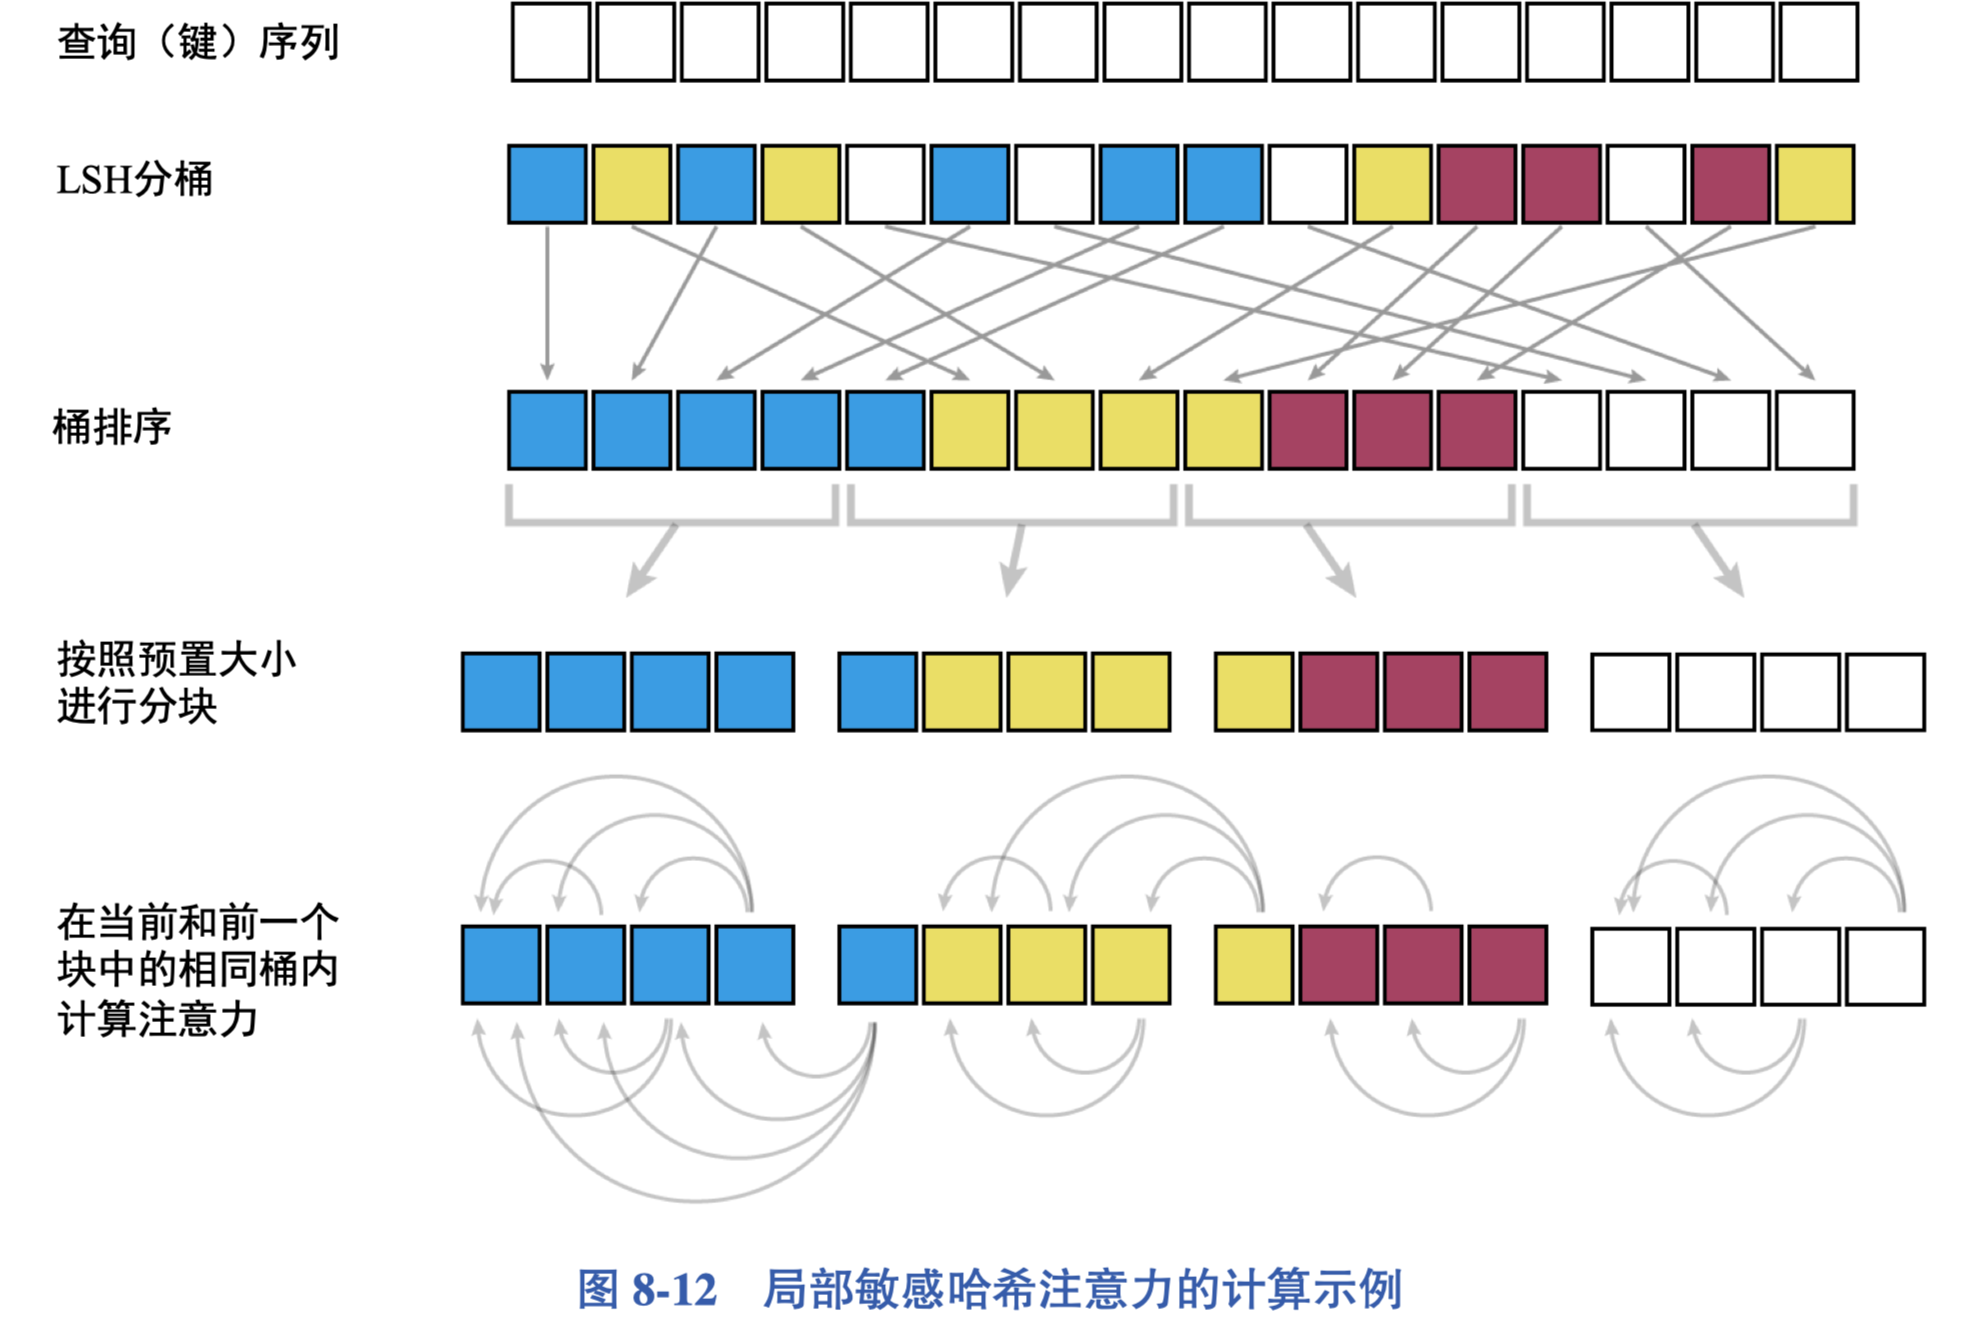 查询（键）序列
LSH分桶
桶排序
按照预置大小
进行分块
在当前和前一个
块中的相同桶内
计算注意力
图 8-12 局部敏感哈希注意力的计算示例